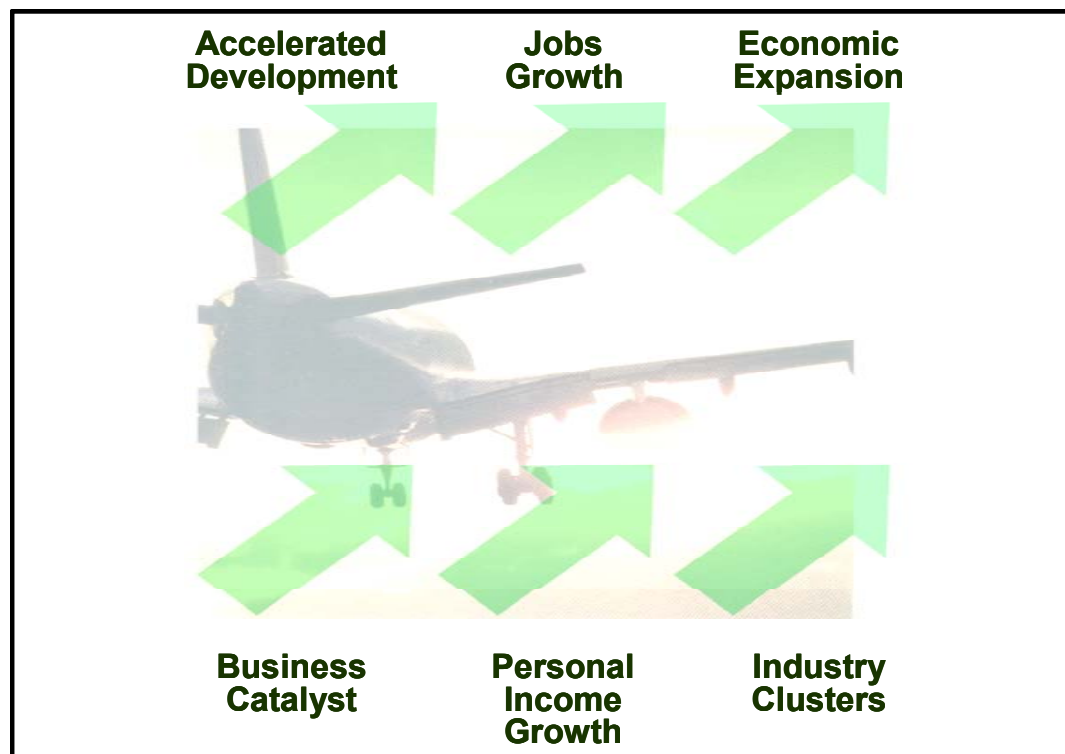 Accelerated
Development
Jobs
Growth
Economic
Expansion
Business
Catalyst
Personal
Income
Growth
Industry
Clusters